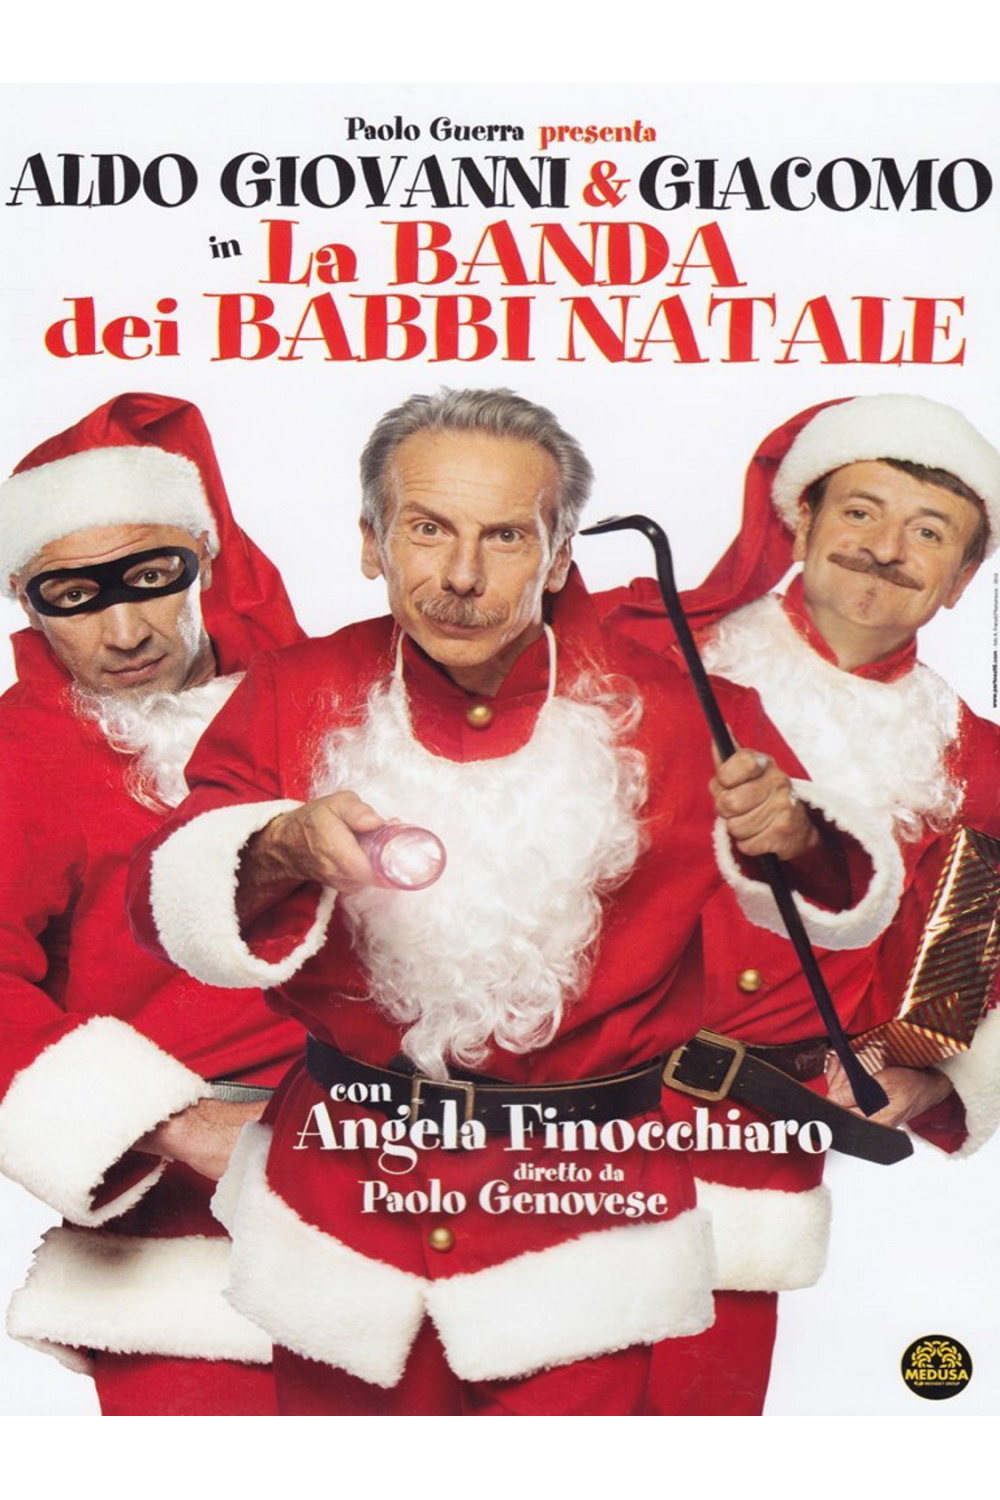 Paolo Guerra presenta
ALDO GIOVANNI & GIACOMO
in La BANDA
dei BABBI NATALE
con
Angela Finocchiaro
diretto da
Paolo Genovese
MEDUSA